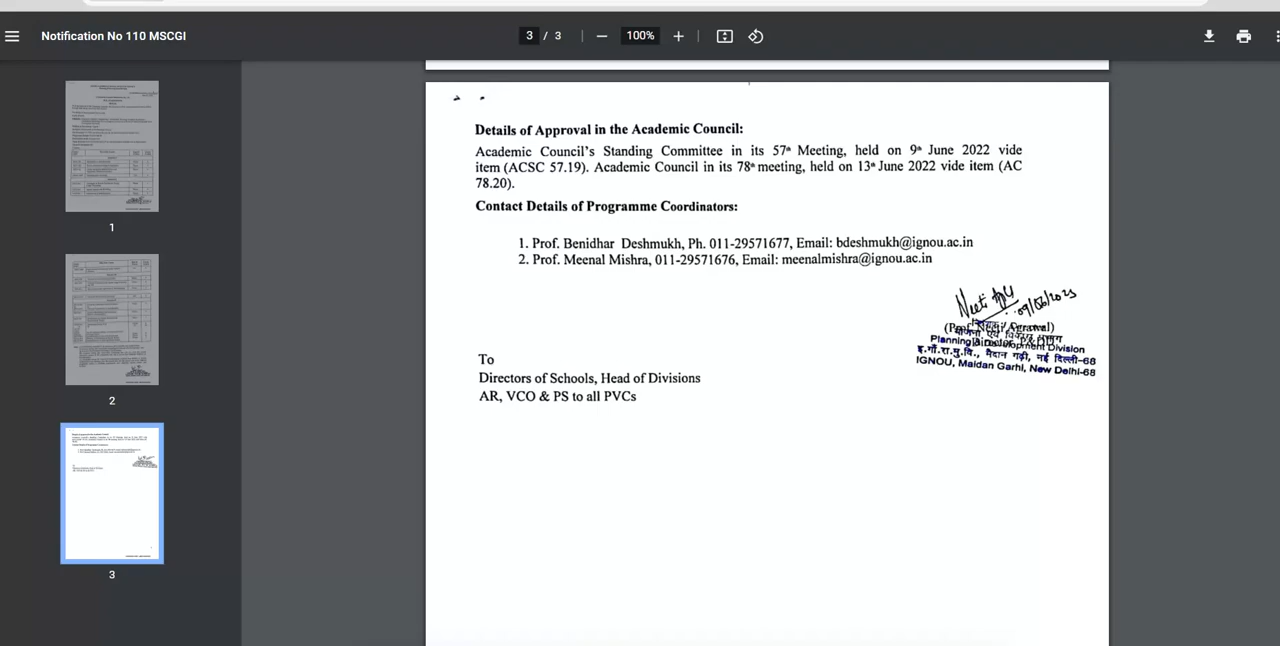 Notification No 110 MSCGI
3 / 3
100%
1
2
3
Details of Approval in the Academic Council:
Academic Council's Standing Committee in its 57th Meeting, held on 9th June 2022 vide
item (ACSC 57.19). Academic Council in its 78th meeting, held on 13th June 2022 vide item (AC
78.20).
Contact Details of Programme Coordinators:
1. Prof. Benidhar Deshmukh, Ph. 011-29571677, Email: bdeshmukh@ignou.ac.in
2. Prof. Meenal Mishra, 011-29571676, Email: meenalmishra@ignou.ac.in
09/06/2023
Planning & Development Division
इ.गाँ.रा.मु.वि., मैदान गढ़ी, नई दिल्ली-68
IGNOU, Maidan Garhi, New Delhi-68
To
Directors of Schools, Head of Divisions
AR, VCO & PS to all PVCs